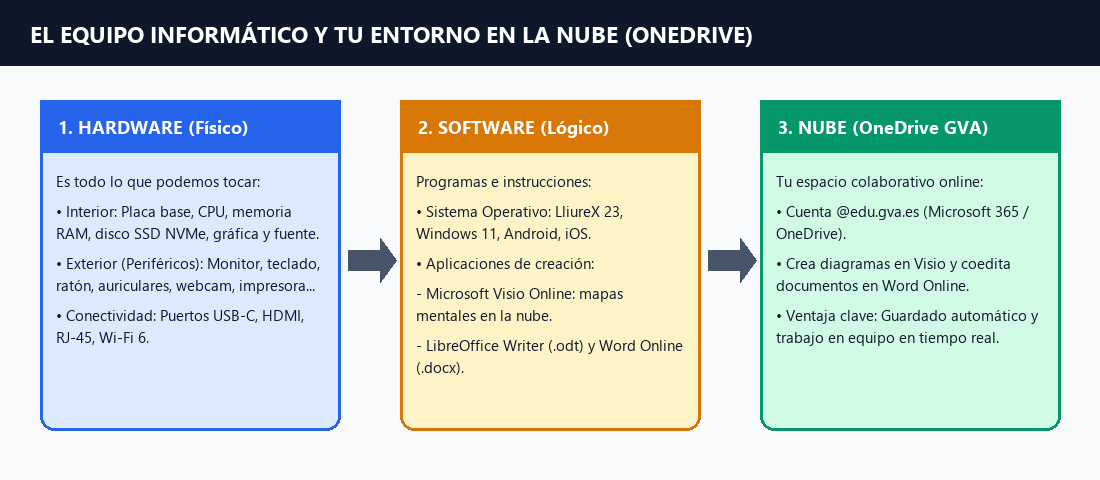 EL EQUIPO INFORMÁTICO Y TU ENTORNO EN LA NUBE (ONEDRIVE)
1. HARDWARE (Físico)
Es todo lo que podemos tocar:
• Interior: Placa base, CPU, memoria
RAM, disco SSD NVMe, gráfica y fuente.
• Exterior (Periféricos): Monitor, teclado,
ratón, auriculares, webcam, impresora...
• Conectividad: Puertos USB-C, HDMI,
RJ-45, Wi-Fi 6.
2. SOFTWARE (Lógico)
Programas e instrucciones:
• Sistema Operativo: LliureX 23,
Windows 11, Android, iOS.
• Aplicaciones de creación:
- Microsoft Visio Online: mapas
mentales en la nube.
- LibreOffice Writer (.odt) y Word Online
(.docx).
3. NUBE (OneDrive GVA)
Tu espacio colaborativo online:
• Cuenta @edu.gva.es (Microsoft 365 /
OneDrive).
• Crea diagramas en Visio y coedita
documentos en Word Online.
• Ventaja clave: Guardado automático y
trabajo en equipo en tiempo real.